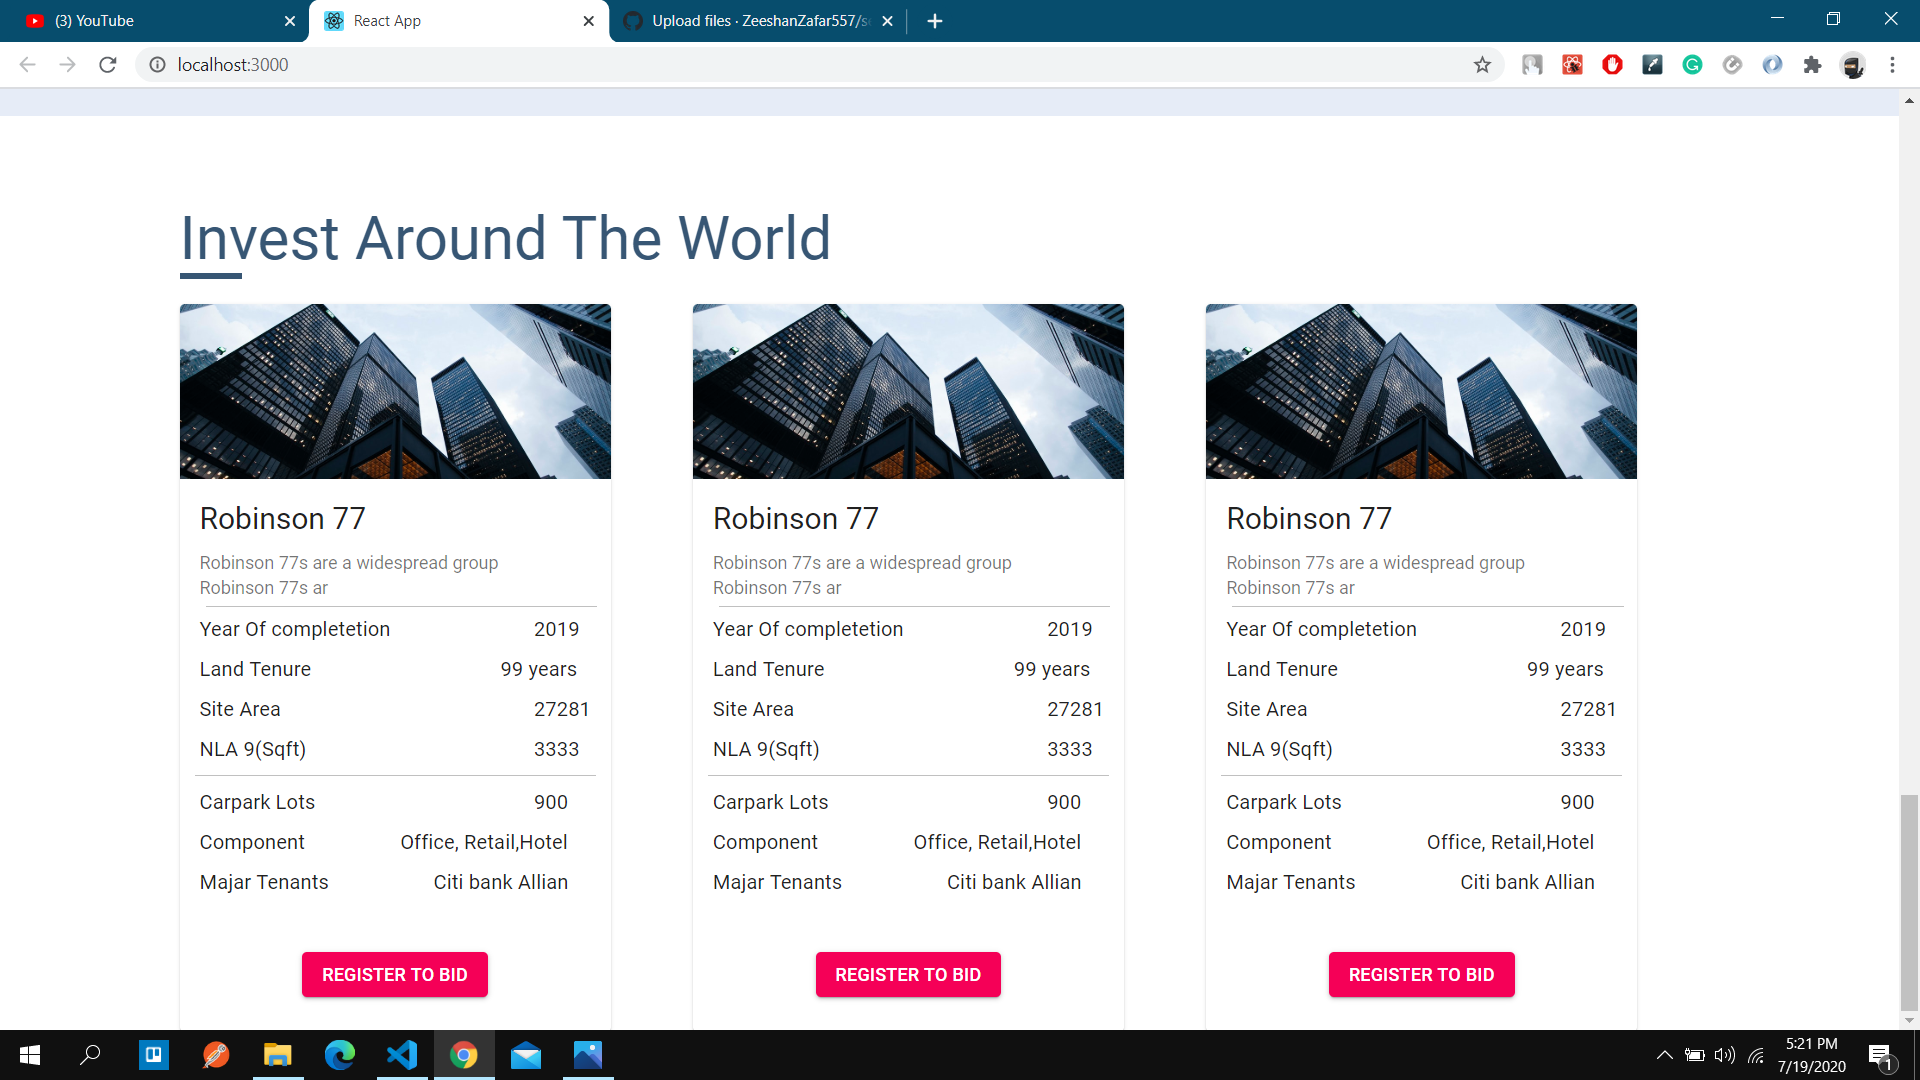 (3) YouTube
React App
Upload files · ZeeshanZafar557/s
localhost:3000
Invest Around The World
Robinson 77
Robinson 77s are a widespread group
Robinson 77s ar
Year Of completetion 2019
Land Tenure 99 years
Site Area 27281
NLA 9(Sqft) 3333
Carpark Lots 900
Component Office, Retail,Hotel
Majar Tenants Citi bank Allian
REGISTER TO BID
Robinson 77
Robinson 77s are a widespread group
Robinson 77s ar
Year Of completetion 2019
Land Tenure 99 years
Site Area 27281
NLA 9(Sqft) 3333
Carpark Lots 900
Component Office, Retail,Hotel
Majar Tenants Citi bank Allian
REGISTER TO BID
Robinson 77
Robinson 77s are a widespread group
Robinson 77s ar
Year Of completetion 2019
Land Tenure 99 years
Site Area 27281
NLA 9(Sqft) 3333
Carpark Lots 900
Component Office, Retail,Hotel
Majar Tenants Citi bank Allian
REGISTER TO BID
5:21 PM
7/19/2020
1